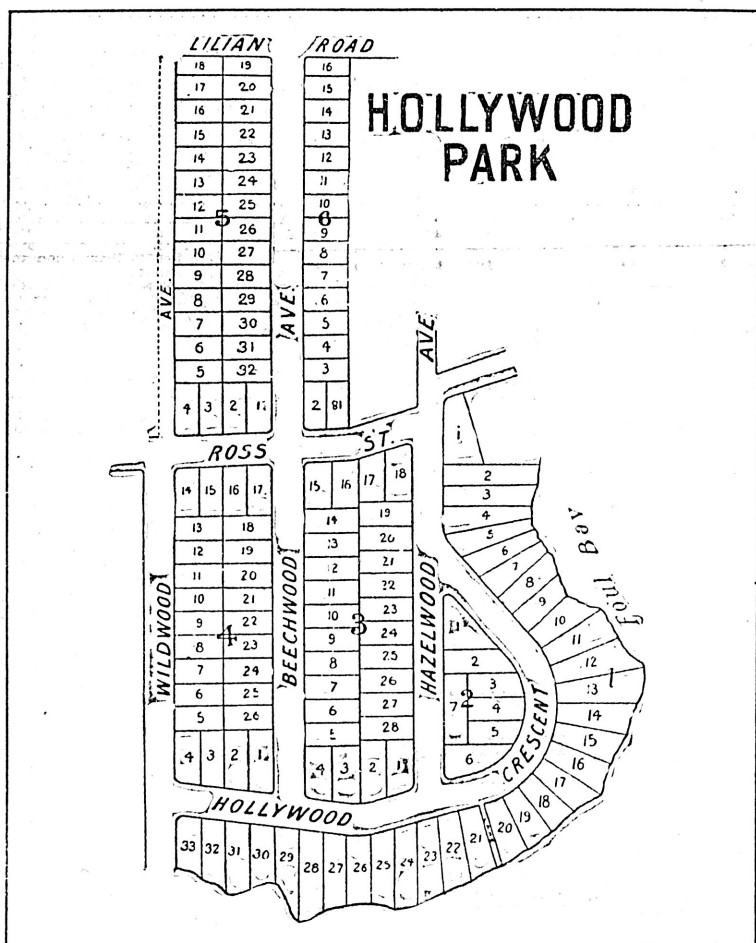 LILIAN ROAD
HOLLYWOOD
PARK
18 19 16
17 20 15
16 21 14
15 22 13
14 23 12
13 24 11
12 25 10
5 6
11 26 9
10 27 8
9 28 7
8 29 6
7 30 5
6 31 4
5 32 3
4 3 2 1 2 81
AVE.
AVE.
AVE.
ROSS ST.
1
2
3
4
5
6
7
8
9
10
11
12
13
1
14
15
16
17
18
19
20
Foul Bay
14 15 16 17 15 16 17 18
13 18 14 19
12 19 13 20
11 20 12 21
10 21 11 22
9 22 10 23
4 3
8 23 9 24
7 24 8 25
6 25 7 26
5 26 6 27
5 28
4 3 2 1 4 3 2 1
WILDWOOD
BEECHWOOD
HAZELWOOD
1
2
3
2
7 4
5
6
HOLLYWOOD CRESCENT
33 32 31 30 29 28 27 26 25 24 23 22 21